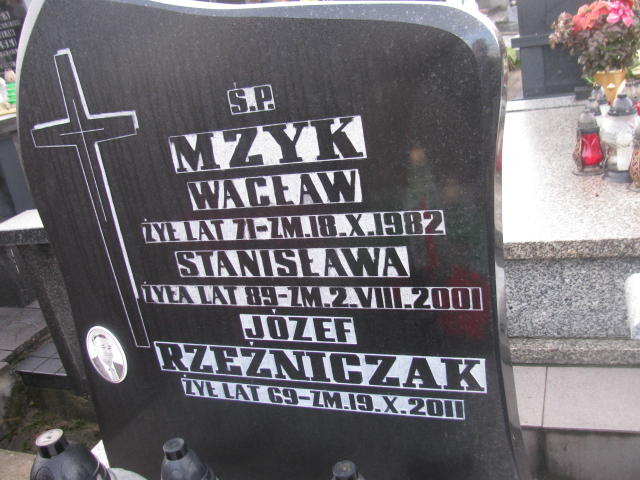 Ś.P.
MZYK
WACŁAW
ŻYŁ LAT 71-ZM.18.X.1982
STANISŁAWA
ŻYŁA LAT 89-ZM.2.VIII.2001
JÓZEF
RZEŹNICZAK
ŻYŁ LAT 69-ZM.19.X.2011